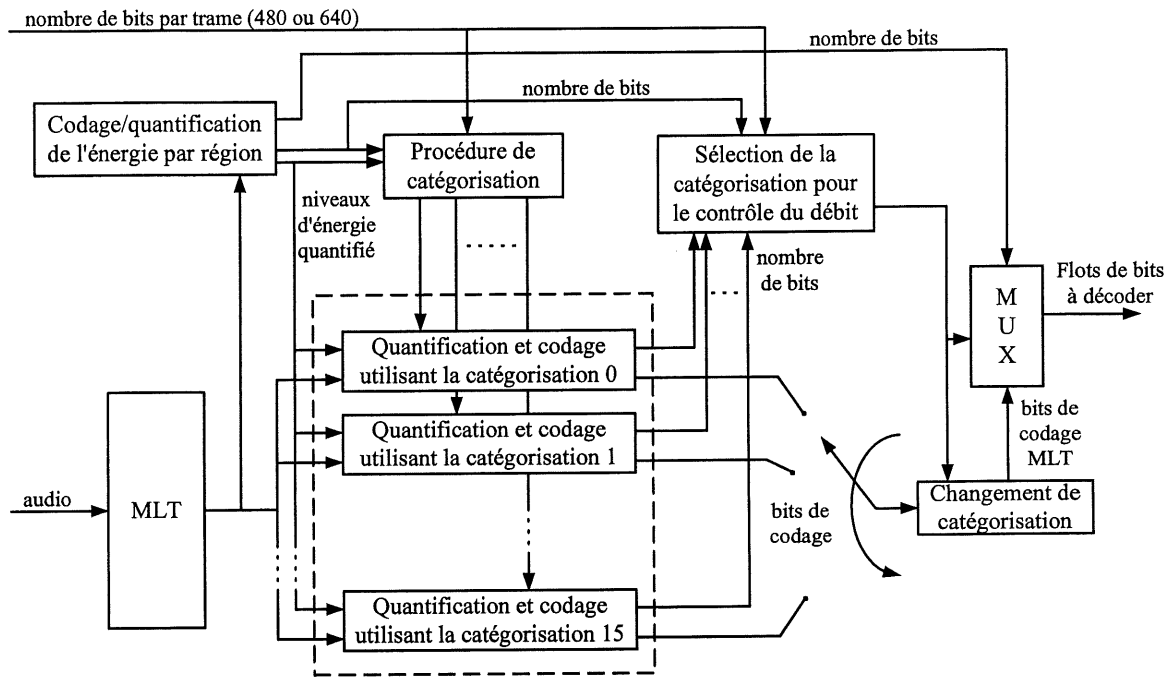 nombre de bits par trame (480 ou 640)
nombre de bits
nombre de bits
Codage/quantification
de l'énergie par région
Procédure de
catégorisation
Sélection de la
catégorisation pour
le contrôle du débit
niveaux
d'énergie
quantifié
nombre
de bits
Flots de bits
à décoder
M
U
X
Quantification et codage
utilisant la catégorisation 0
Quantification et codage
utilisant la catégorisation 1
bits de
codage
MLT
audio
MLT
bits de
codage
Changement de
catégorisation
Quantification et codage
utilisant la catégorisation 15